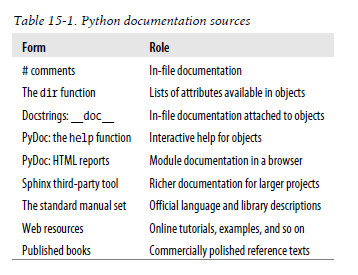 Table 15-1. Python documentation sources
Form Role
# comments In-file documentation
The dir function Lists of attributes available in objects
Docstrings: __doc__ In-file documentation attached to objects
PyDoc: the help function Interactive help for objects
PyDoc: HTML reports Module documentation in a browser
Sphinx third-party tool Richer documentation for larger projects
The standard manual set Official language and library descriptions
Web resources Online tutorials, examples, and so on
Published books Commercially polished reference texts